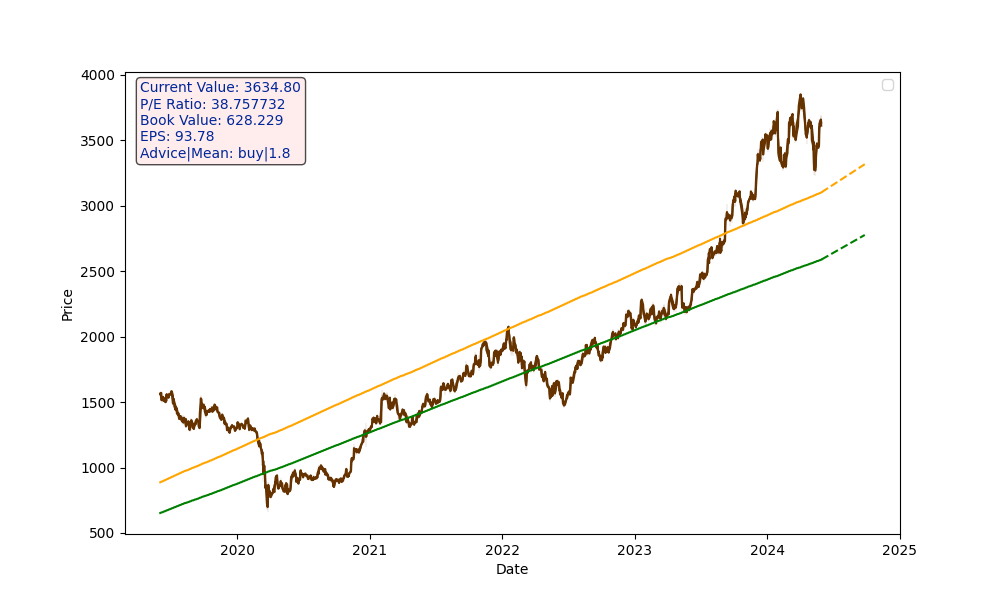 Current Value: 3634.80
P/E Ratio: 38.757732
Book Value: 628.229
EPS: 93.78
Advice|Mean: buy|1.8
4000
3500
3000
2500
2000
1500
1000
500
Price
2020
2021
2022
2023
2024
2025
Date